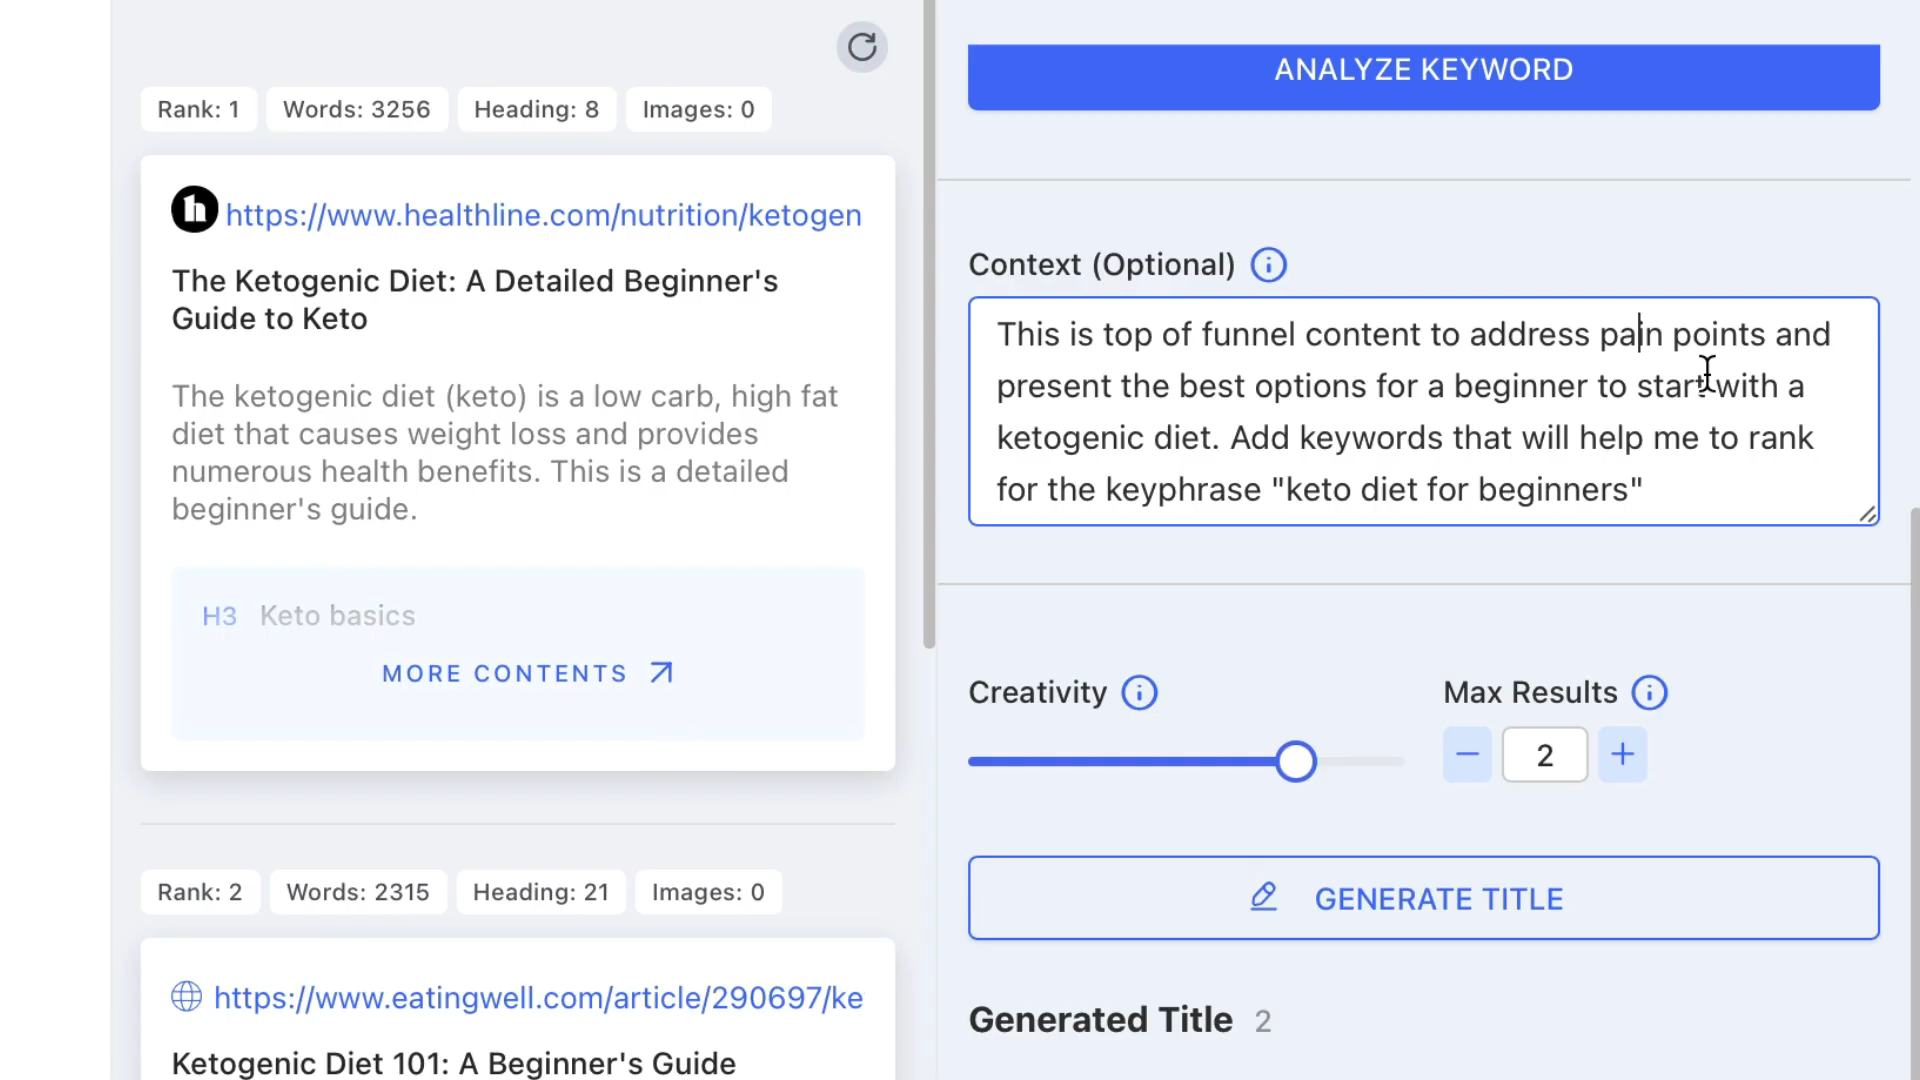 Rank: 1 Words: 3256 Heading: 8 Images: 0
h
https://www.healthline.com/nutrition/ketogen
The Ketogenic Diet: A Detailed Beginner's
Guide to Keto
The ketogenic diet (keto) is a low carb, high fat
diet that causes weight loss and provides
numerous health benefits. This is a detailed
beginner's guide.
H3 Keto basics
MORE CONTENTS
Rank: 2 Words: 2315 Heading: 21 Images: 0
https://www.eatingwell.com/article/290697/ke
Ketogenic Diet 101: A Beginner's Guide
ANALYZE KEYWORD
Context (Optional)
This is top of funnel content to address pain points and
present the best options for a beginner to start with a
ketogenic diet. Add keywords that will help me to rank
for the keyphrase "keto diet for beginners"
Creativity
Max Results
2
GENERATE TITLE
Generated Title 2